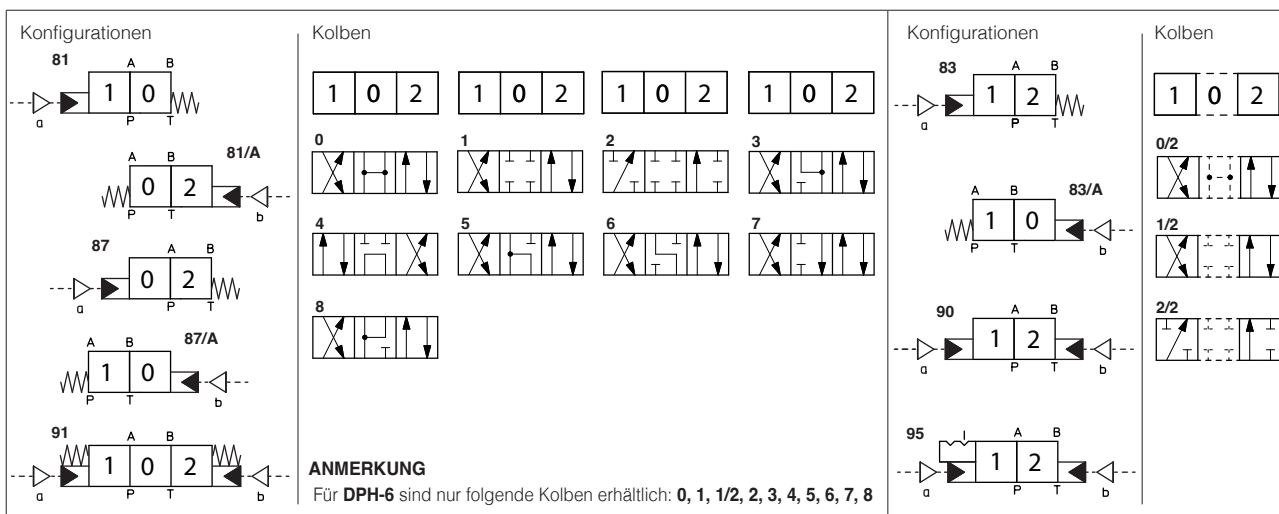 Konfigurationen
81
A B
1 0
a
P T
81/A
A B
0 2
P T
b
87
A B
0 2
a
P T
87/A
A B
1 0
P T
b
91
A B
1 0 2
a
P T
b
Kolben
1 0 2 1 0 2 1 0 2 1 0 2
0 1 2 3
4 5 6 7
8
ANMERKUNG
Für DPH-6 sind nur folgende Kolben erhältlich: 0, 1, 1/2, 2, 3, 4, 5, 6, 7, 8
Konfigurationen
83
A B
1 2
a
P T
83/A
A B
1 0
P T
b
90
A B
1 2
a
P T
b
95
A B
1 2
a
P T
b
Kolben
1 0 2
0/2
1/2
2/2